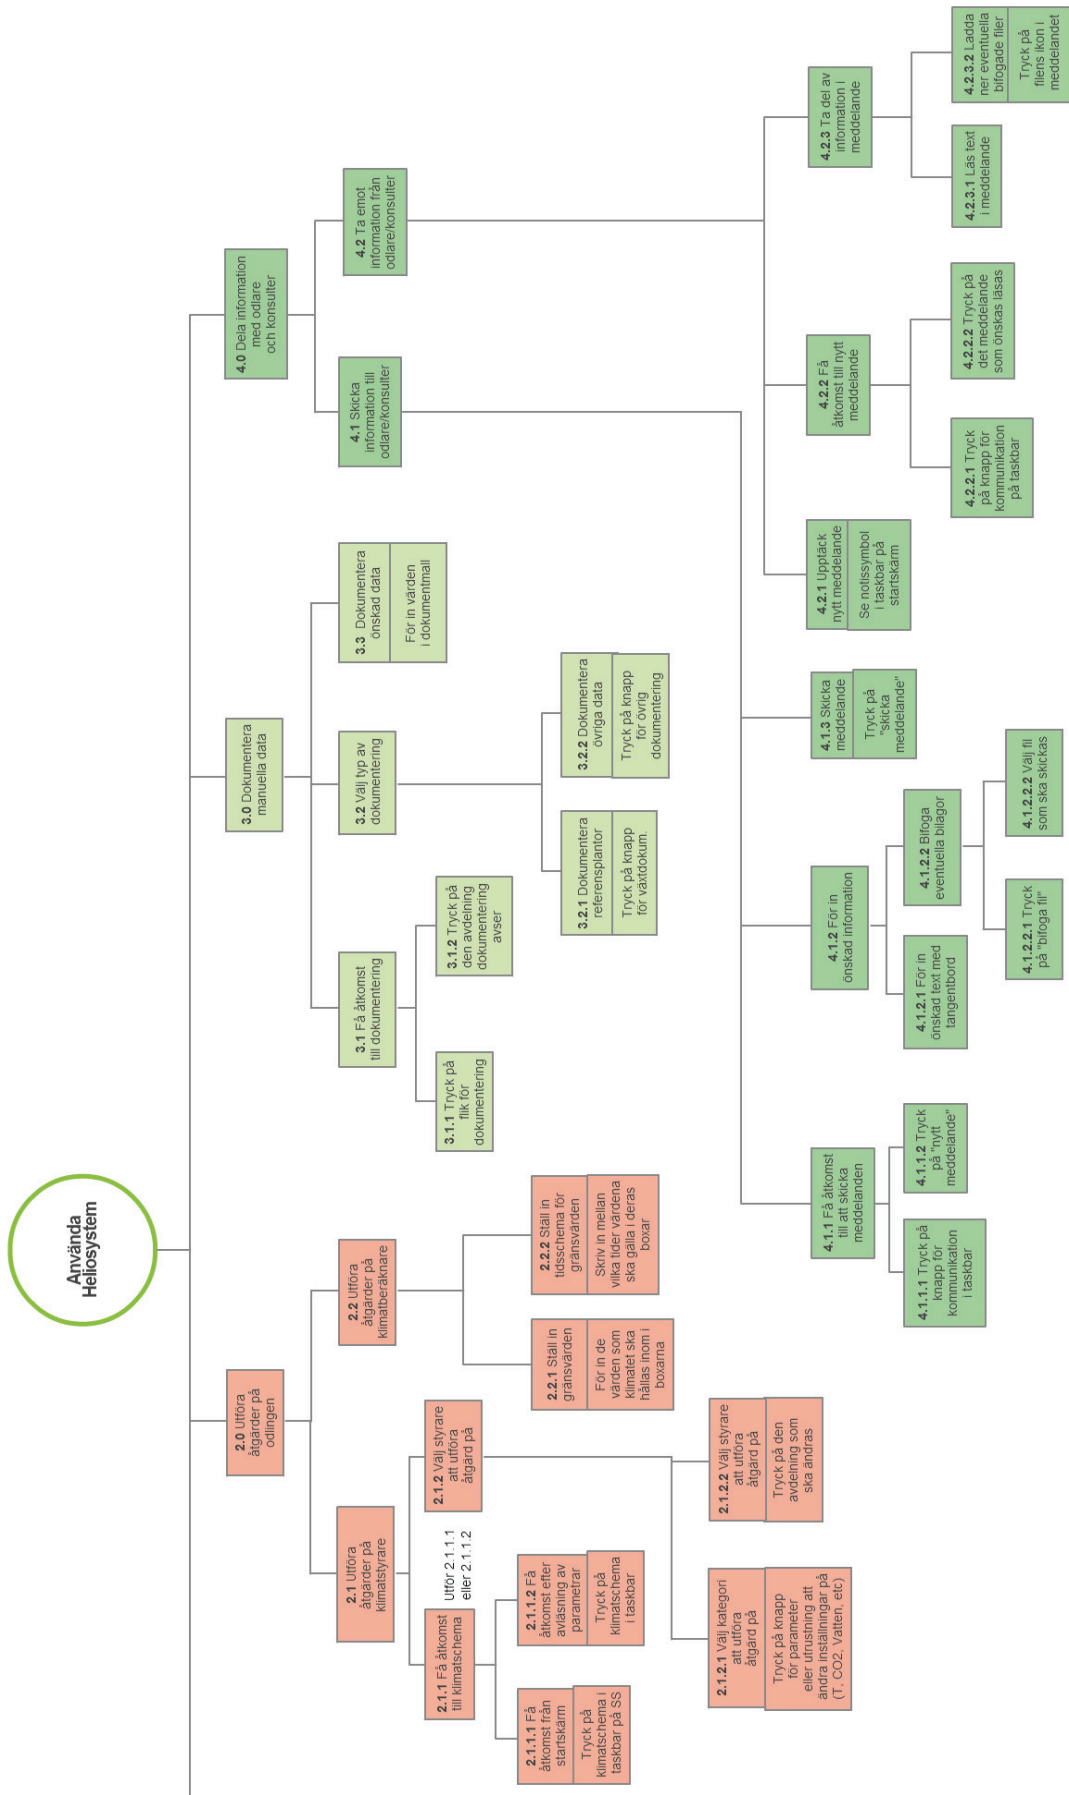 Använda
Heliosystem
2.0 Utföra
åtgärder på
odlingen
2.1 Utföra
åtgärder på
klimatstyrare
2.1.1 Få åtkomst
till klimatschema
Utför 2.1.1.1
eller 2.1.1.2
2.1.1.1 Få
åtkomst från
startskärm
Tryck på
klimatschema i
taskbar på SS
2.1.1.2 Få
åtkomst efter
avläsning av
parametrar
Tryck på
klimatschema
i taskbar
2.1.2 Välj styrare
att utföra
åtgärd på
2.1.2.1 Välj kategori
att utföra
åtgärd på
Tryck på knapp
för parameter
eller utrustning att
ändra inställningar på
(T, CO2, Vatten, etc)
2.1.2.2 Välj styrare
att utföra
åtgärd på
Tryck på den
avdelning som
ska ändras
2.2 Utföra
åtgärder på
klimatberäknare
2.2.1 Ställ in
gränsvärden
För in de
värden som
klimatet ska
hållas inom i
boxarna
2.2.2 Ställ in
tidsschema för
gränsvärden
Skriv in mellan
vilka tider värdena
ska gälla i deras
boxar
3.0 Dokumentera
manuella data
3.1 Få åtkomst
till dokumentering
3.1.1 Tryck på
flik för
dokumentering
3.1.2 Tryck på
den avdelning
dokumentering
avser
3.2 Välj typ av
dokumentering
3.2.1 Dokumentera
referensplantor
Tryck på knapp
för växtdokum.
3.2.2 Dokumentera
övriga data
Tryck på knapp
för övrig
dokumentering
3.3 Dokumentera
önskad data
För in värden
i dokumentmall
4.0 Dela information
med odlare
och konsulter
4.1 Skicka
information till
odlare/konsulter
4.1.1 Få åtkomst
till att skicka
meddelanden
4.1.1.1 Tryck på
knapp för
kommunikation
i taskbar
4.1.1.2 Tryck
på "nytt
meddelande"
4.1.2 För in
önskad information
4.1.2.1 För in
önskad text med
tangentbord
4.1.2.2 Bifoga
eventuella bilagor
4.1.2.2.1 Tryck
på "bifoga fil"
4.1.2.2.2 Välj fil
som ska skickas
4.1.3 Skicka
meddelande
Tryck på
"skicka
meddelande"
4.2 Ta emot
information från
odlare/konsulter
4.2.1 Upptäck
nytt meddelande
Se notissymbol
i taskbar på
startskärm
4.2.2 Få
åtkomst till nytt
meddelande
4.2.2.1 Tryck
på knapp för
kommunikation
på taskbar
4.2.2.2 Tryck på
det meddelande
som önskas läsas
4.2.3 Ta del av
information i
meddelande
4.2.3.1 Läs text
i meddelande
4.2.3.2 Ladda
ner eventuella
bifogade filer
Tryck på
filens ikon i
meddelandet